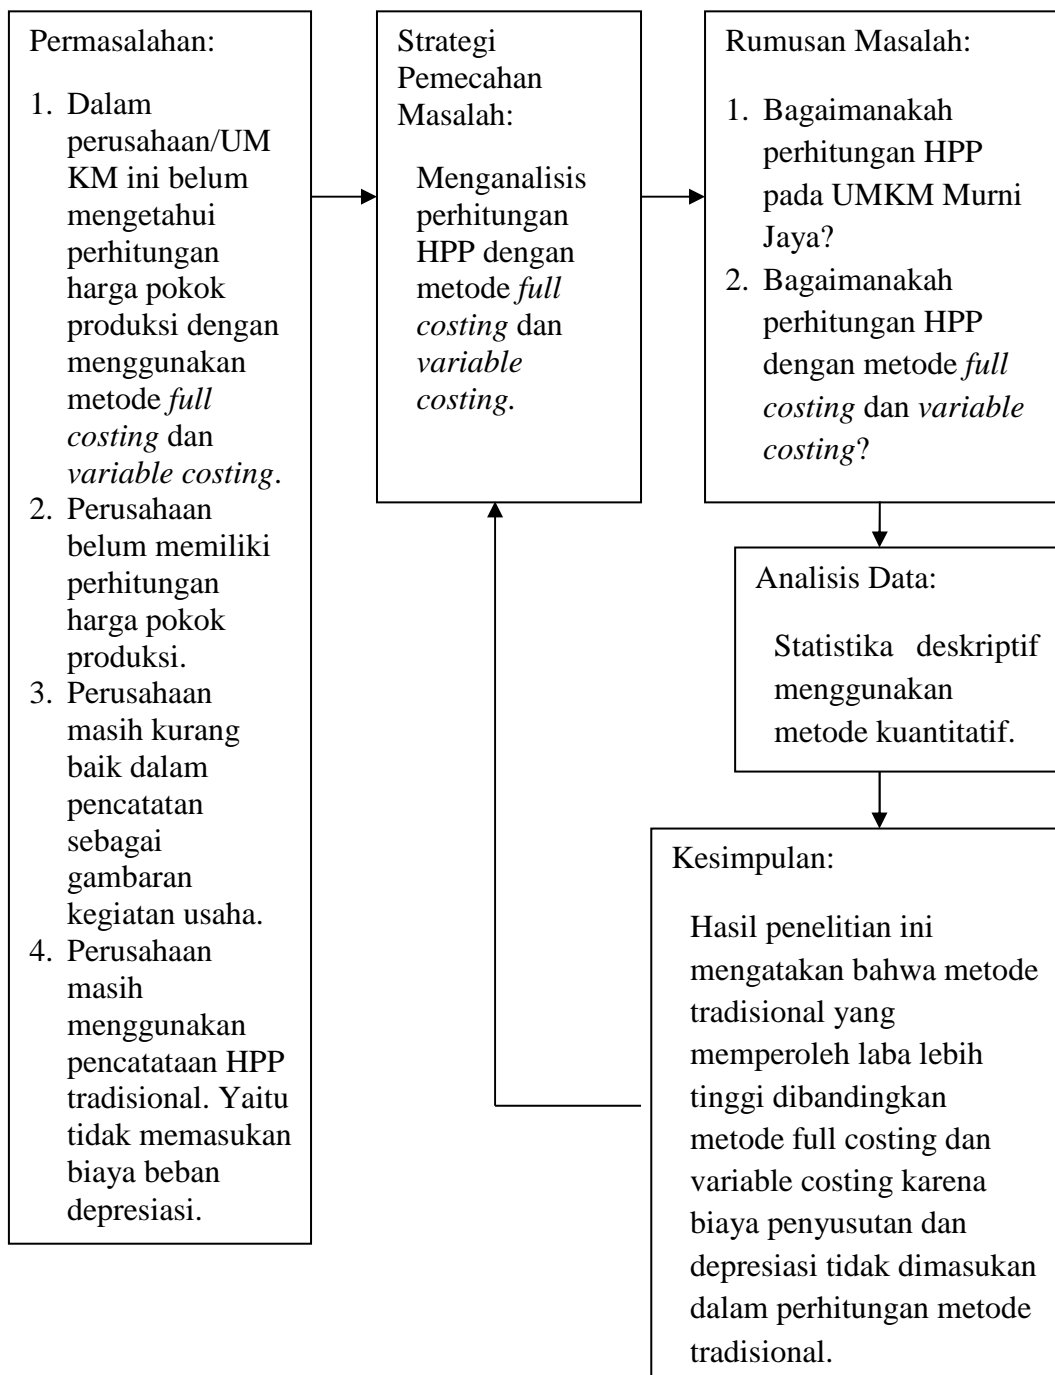 Permasalahan:
1. Dalam
perusahaan/UM
KM ini belum
mengetahui
perhitungan
harga pokok
produksi dengan
menggunakan
metode full
costing dan
variable costing.
2. Perusahaan
belum memiliki
perhitungan
harga pokok
produksi.
3. Perusahaan
masih kurang
baik dalam
pencatatan
sebagai
gambaran
kegiatan usaha.
4. Perusahaan
masih
menggunakan
pencatataan HPP
tradisional. Yaitu
tidak memasukan
biaya beban
depresiasi.
Strategi
Pemecahan
Masalah:
Menganalisis
perhitungan
HPP dengan
metode full
costing dan
variable
costing.
Rumusan Masalah:
1. Bagaimanakah
perhitungan HPP
pada UMKM Murni
Jaya?
2. Bagaimanakah
perhitungan HPP
dengan metode full
costing dan variable
costing?
Analisis Data:
Statistika deskriptif
menggunakan
metode kuantitatif.
Kesimpulan:
Hasil penelitian ini
mengatakan bahwa metode
tradisional yang
memperoleh laba lebih
tinggi dibandingkan
metode full costing dan
variable costing karena
biaya penyusutan dan
depresiasi tidak dimasukan
dalam perhitungan metode
tradisional.